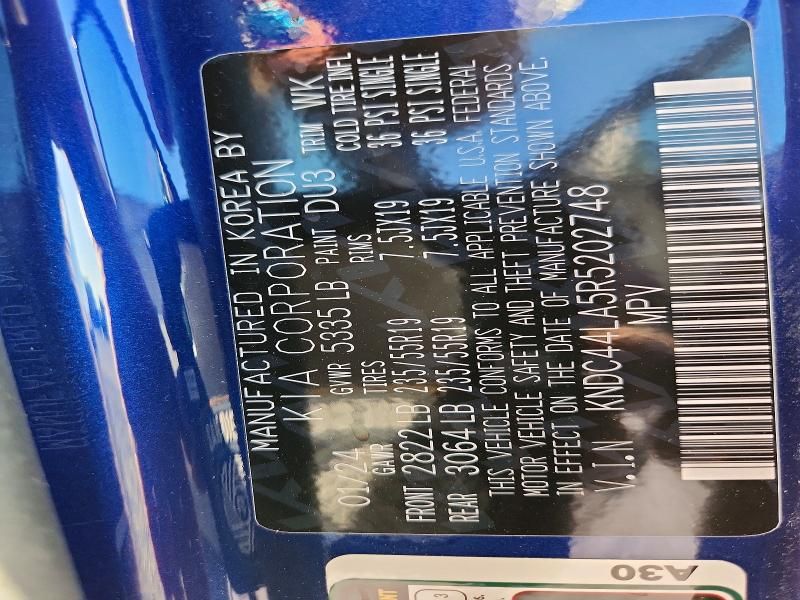 MANUFACTURED IN KOREA BY
KIA CORPORATION
01/24 GVWR 5335 LB PAINT DU3 TRIM WK
GAWR TIRES RIMS COLD TIRE INFL
FRONT 2822 LB 235/55R19 7.5JX19 36 PSI SINGLE
REAR 3064 LB 235/55R19 7.5JX19 36 PSI SINGLE
THIS VEHICLE CONFORMS TO ALL APPLICABLE U.S.A. FEDERAL
MOTOR VEHICLE SAFETY AND THEFT PREVENTION STANDARDS
IN EFFECT ON THE DATE OF MANUFACTURE SHOWN ABOVE.
V.I.N KNDC44LA5R5202748
MPV
A30